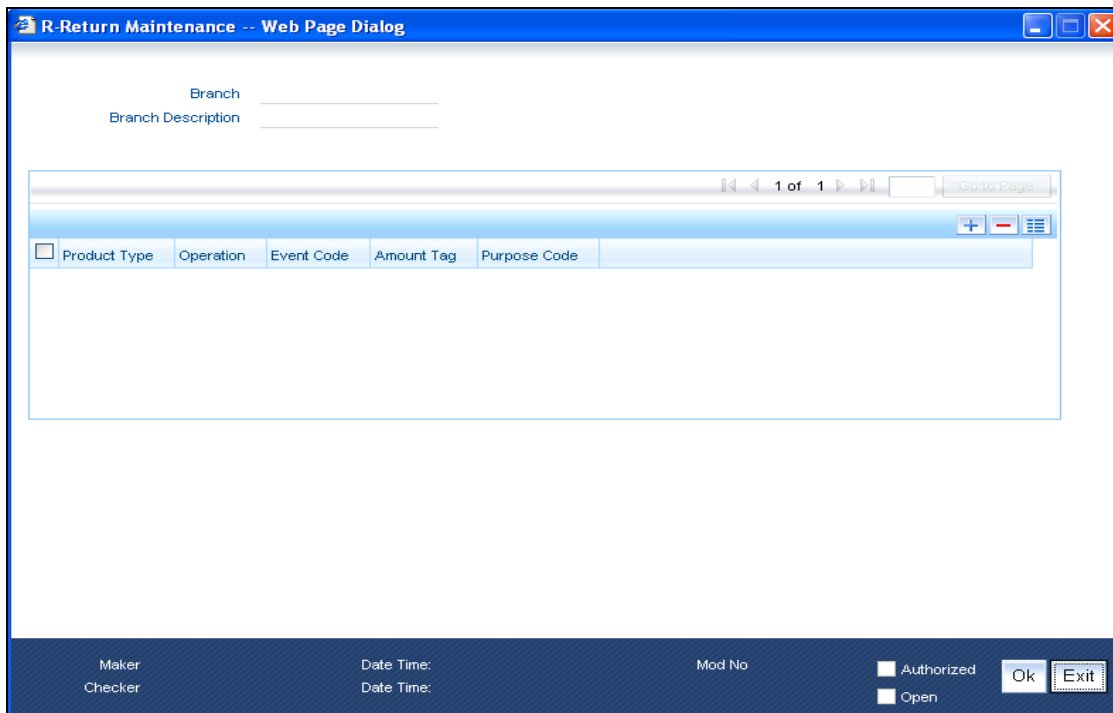 R-Return Maintenance -- Web Page Dialog
Branch
Branch Description
1 of 1 Go to Page
Product Type Operation Event Code Amount Tag Purpose Code
Maker Date Time: Mod No Authorized
Checker Date Time: Open
Ok Exit